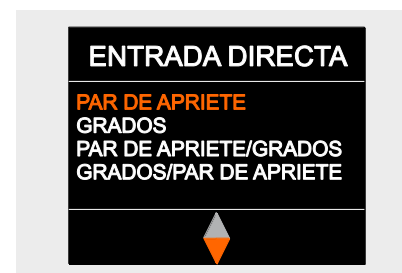 ENTRADA DIRECTA
PAR DE APRIETE
GRADOS
PAR DE APRIETE/GRADOS
GRADOS/PAR DE APRIETE